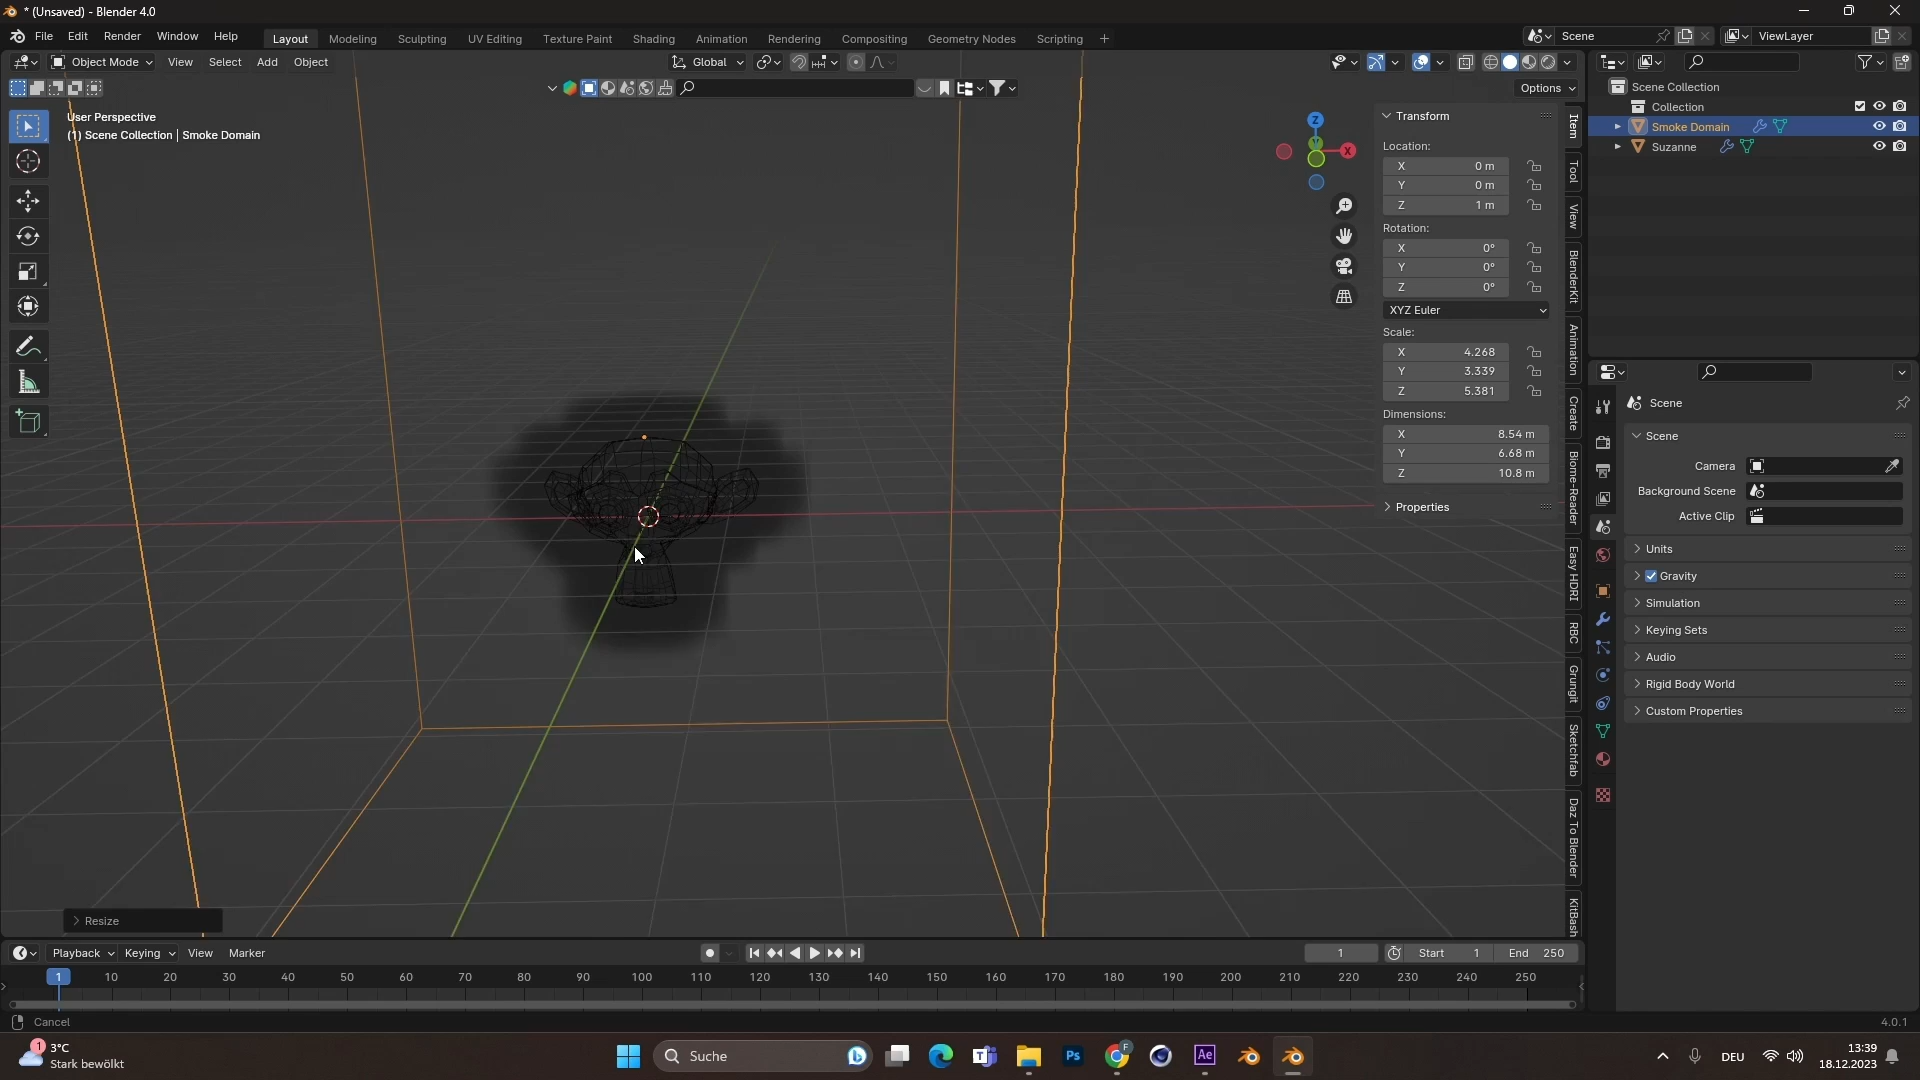 * (Unsaved) - Blender 4.0
File Edit Render Window Help
Layout Modeling Sculpting UV Editing Texture Paint Shading Animation Rendering Compositing Geometry Nodes Scripting +
Scene
ViewLayer
Object Mode View Select Add Object
Global
Options
User Perspective
(1) Scene Collection | Smoke Domain
Z
X
Y
Transform
Location:
X 0 m
Y 0 m
Z 1 m
Rotation:
X 0°
Y 0°
Z 0°
XYZ Euler
Scale:
X 4.268
Y 3.339
Z 5.381
Dimensions:
X 8.54 m
Y 6.68 m
Z 10.8 m
Properties
Item
Tool
View
BlenderKit
Animation
Create
Biome-Reader
Easy HDRI
RBC
Grungit
Sketchfab
Daz To Blender
KitBash
Scene Collection
Collection
Smoke Domain
Suzanne
Scene
Scene
Camera
Background Scene
Active Clip
Units
Gravity
Simulation
Keying Sets
Audio
Rigid Body World
Custom Properties
Resize
Playback Keying View Marker
1
Start 1 End 250
1 10 20 30 40 50 60 70 80 90 100 110 120 130 140 150 160 170 180 190 200 210 220 230 240 250
Cancel
4.0.1
1
3°C
Stark bewölkt
Suche
Ps
F
Ae
DEU
13:39
18.12.2023